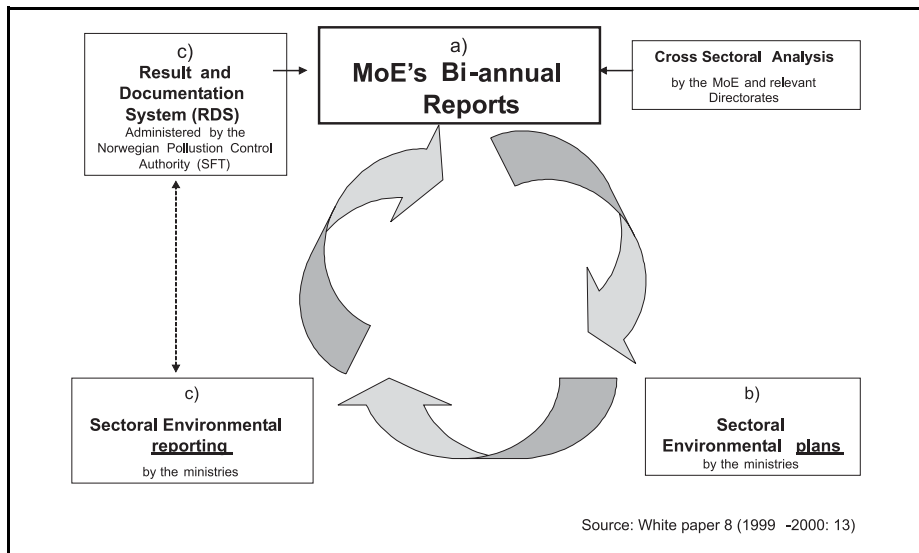 c)
Result and
Documentation
System (RDS)
Administered by the
Norwegian Pollustion Control
Authority (SFT)
a)
MoE's Bi-annual
Reports
Cross Sectoral Analysis
by the MoE and relevant
Directorates
c)
Sectoral Environmental
reporting
by the ministries
b)
Sectoral
Environmental plans
by the ministries
Source: White paper 8 (1999 -2000: 13)